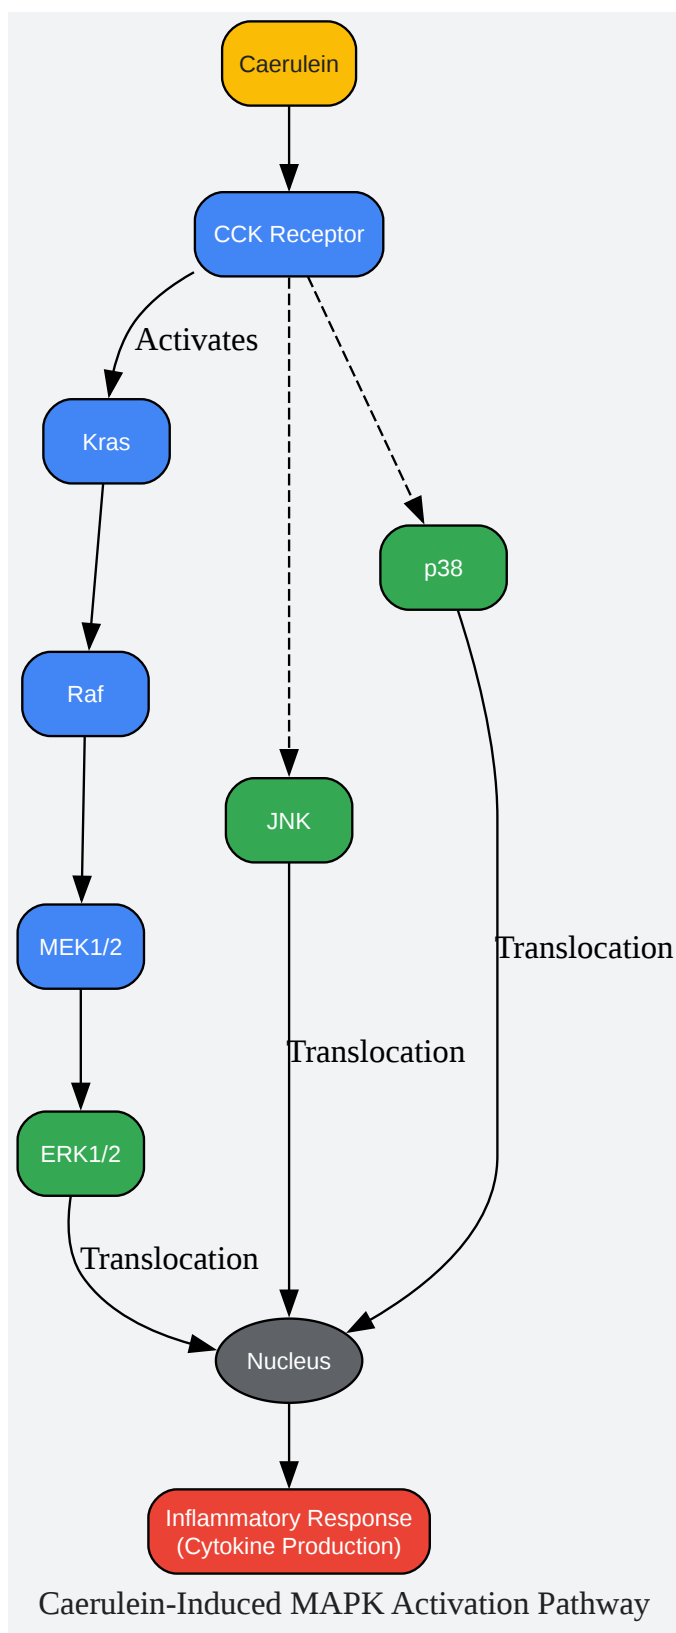 Caerulein
CCK Receptor
Activates
Kras
p38
Raf
JNK
MEK1/2
Translocation
Translocation
ERK1/2
Translocation
Nucleus
Inflammatory Response
(Cytokine Production)
Caerulein-Induced MAPK Activation Pathway